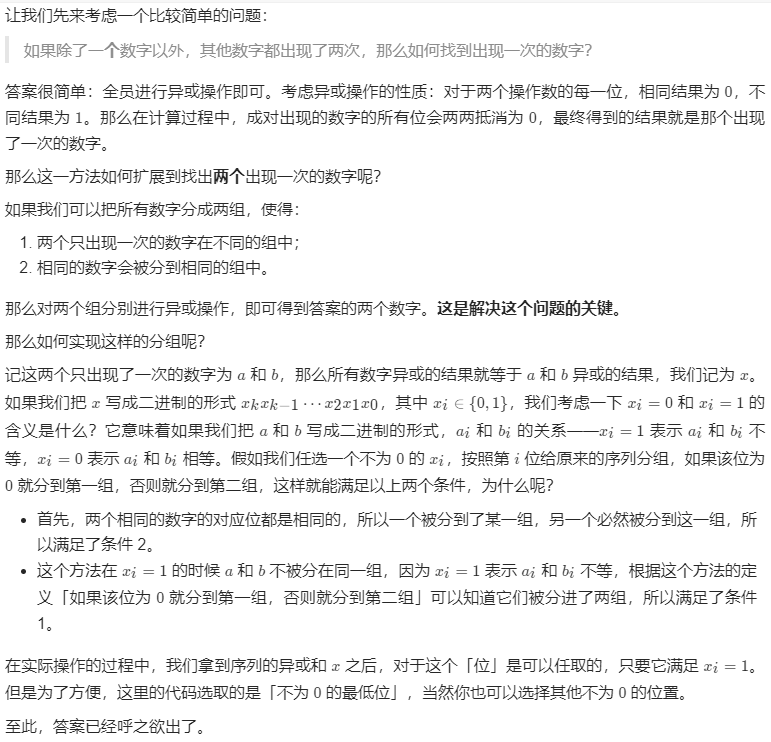 让我们先来考虑一个比较简单的问题：
如果除了一个数字以外，其他数字都出现了两次，那么如何找到出现一次的数字？
答案很简单：全员进行异或操作即可。考虑异或操作的性质：对于两个操作数的每一位，相同结果为 0，不
同结果为 1。那么在计算过程中，成对出现的数字的所有位会两两抵消为 0，最终得到的结果就是那个出现
了一次的数字。
那么这一方法如何扩展到找出两个出现一次的数字呢？
如果我们可以把所有数字分成两组，使得：
1. 两个只出现一次的数字在不同的组中；
2. 相同的数字会被分到相同的组中。
那么对两个组分别进行异或操作，即可得到答案的两个数字。这是解决这个问题的关键。
那么如何实现这样的分组呢？
记这两个只出现了一次的数字为 a 和 b，那么所有数字异或的结果就等于 a 和 b 异或的结果，我们记为 x。
如果我们把 x 写成二进制的形式 xkxk−1⋯x2x1x0，其中 xi ∈ {0,1}，我们考虑一下 xi = 0 和 xi = 1 的
含义是什么？它意味着如果我们把 a 和 b 写成二进制的形式，ai 和 bi 的关系——xi = 1 表示 ai 和 bi 不
等，xi = 0 表示 ai 和 bi 相等。假如我们任选一个不为 0 的 xi，按照第 i 位给原来的序列分组，如果该位为
0 就分到第一组，否则就分到第二组，这样就能满足以上两个条件，为什么呢？
• 首先，两个相同的数字的对应位都是相同的，所以一个被分到了某一组，另一个必然被分到这一组，所
以满足了条件 2。
• 这个方法在 xi = 1 的时候 a 和 b 不被分在同一组，因为 xi = 1 表示 ai 和 bi 不等，根据这个方法的定
义「如果该位为 0 就分到第一组，否则就分到第二组」可以知道它们被分进了两组，所以满足了条件
1。
在实际操作的过程中，我们拿到序列的异或和 x 之后，对于这个「位」是可以任取的，只要它满足 xi = 1。
但是为了方便，这里的代码选取的是「不为 0 的最低位」，当然你也可以选择其他不为 0 的位置。
至此，答案已经呼之欲出了。